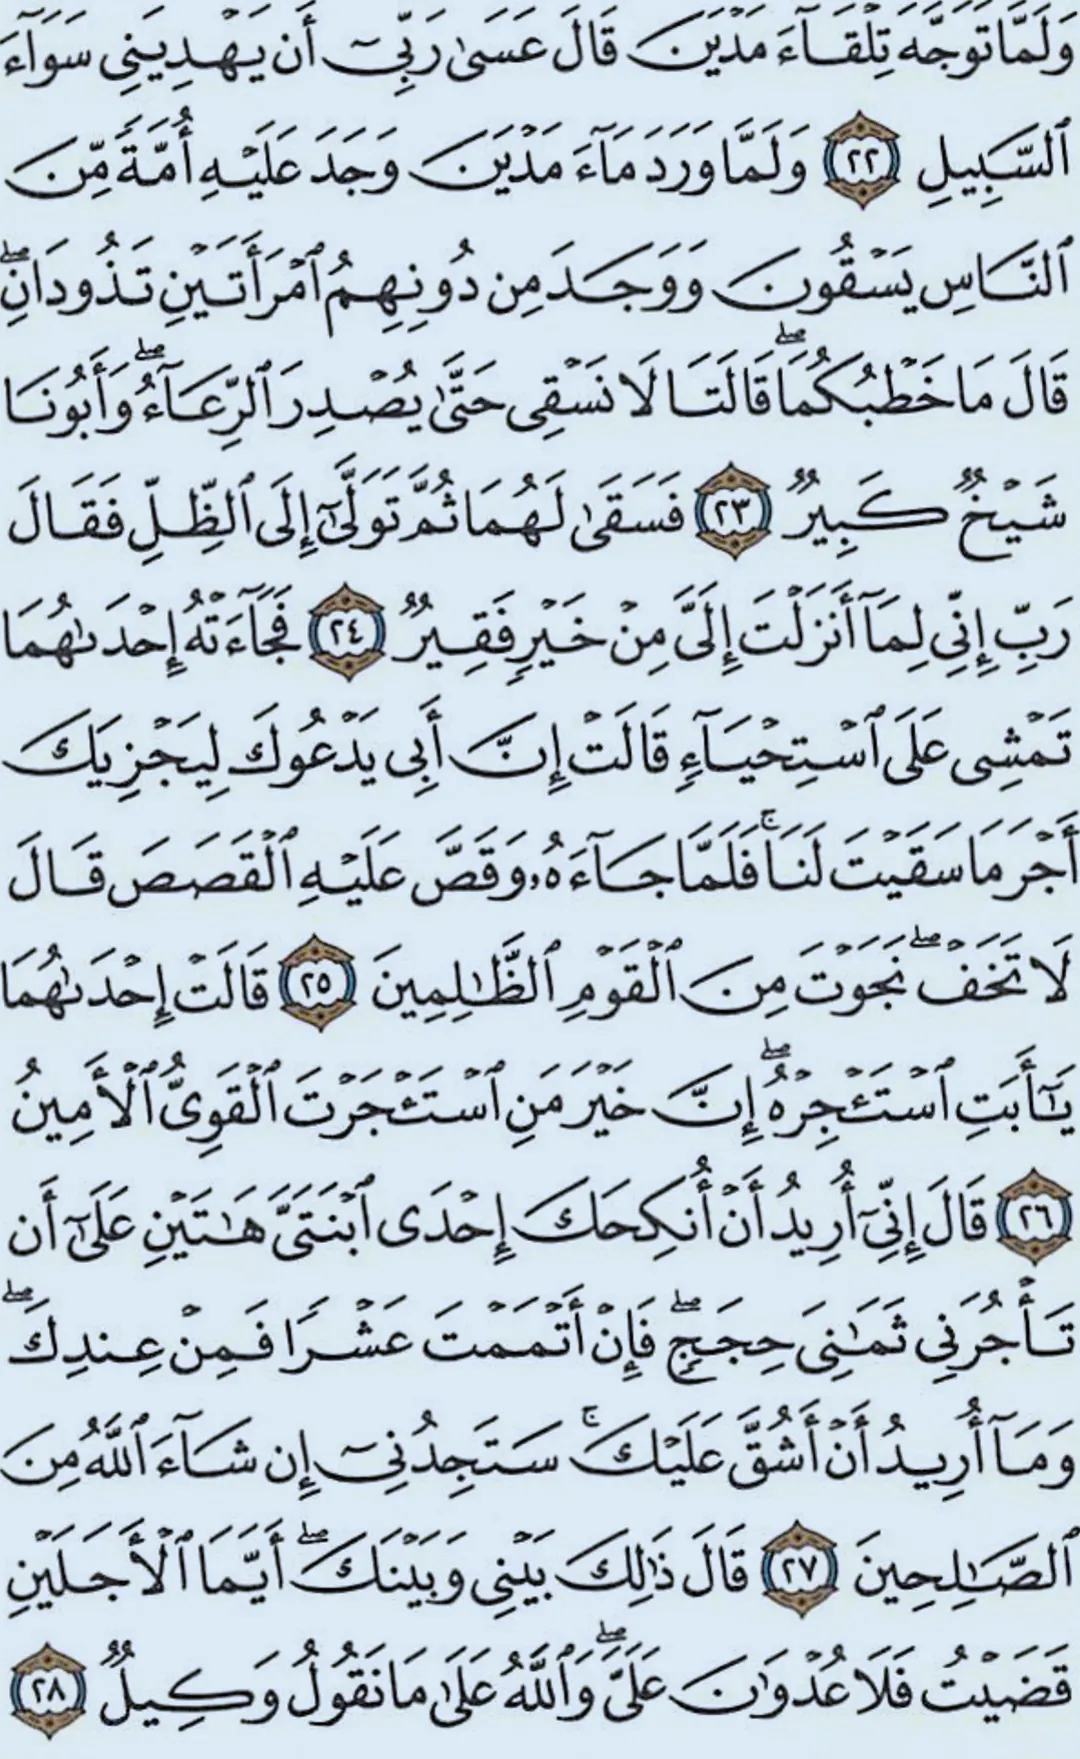 وَلَمَّا تَوَجَّهَ تِلْقَآءَ مَدْيَنَ قَالَ عَسَىٰ رَبِّىٓ أَن يَهْدِيَنِى سَوَآءَ
ٱلسَّبِيلِ ٢٢ وَلَمَّا وَرَدَ مَآءَ مَدْيَنَ وَجَدَ عَلَيْهِ أُمَّةً مِّنَ
ٱلنَّاسِ يَسْقُونَ وَوَجَدَ مِن دُونِهِمُ ٱمْرَأَتَيْنِ تَذُودَانِۖ
قَالَ مَا خَطْبُكُمَاۖ قَالَتَا لَا نَسْقِى حَتَّىٰ يُصْدِرَ ٱلرِّعَآءُۖ وَأَبُونَا
شَيْخٌ كَبِيرٌ ٢٣ فَسَقَىٰ لَهُمَا ثُمَّ تَوَلَّىٰٓ إِلَى ٱلظِّلِّ فَقَالَ
رَبِّ إِنِّى لِمَآ أَنزَلْتَ إِلَىَّ مِنْ خَيْرٍ فَقِيرٌ ٢٤ فَجَآءَتْهُ إِحْدَىٰهُمَا
تَمْشِى عَلَى ٱسْتِحْيَآءٍ قَالَتْ إِنَّ أَبِى يَدْعُوكَ لِيَجْزِيَكَ
أَجْرَ مَا سَقَيْتَ لَنَاۚ فَلَمَّا جَآءَهُۥ وَقَصَّ عَلَيْهِ ٱلْقَصَصَ قَالَ
لَا تَخَفْۖ نَجَوْتَ مِنَ ٱلْقَوْمِ ٱلظَّٰلِمِينَ ٢٥ قَالَتْ إِحْدَىٰهُمَا
يَٰٓأَبَتِ ٱسْتَـْٔجِرْهُۖ إِنَّ خَيْرَ مَنِ ٱسْتَـْٔجَرْتَ ٱلْقَوِىُّ ٱلْأَمِينُ
٢٦ قَالَ إِنِّىٓ أُرِيدُ أَنْ أُنكِحَكَ إِحْدَى ٱبْنَتَىَّ هَٰتَيْنِ عَلَىٰٓ أَن
تَأْجُرَنِى ثَمَٰنِىَ حِجَجٍۖ فَإِنْ أَتْمَمْتَ عَشْرًا فَمِنْ عِندِكَۖ
وَمَآ أُرِيدُ أَنْ أَشُقَّ عَلَيْكَۚ سَتَجِدُنِىٓ إِن شَآءَ ٱللَّهُ مِنَ
ٱلصَّٰلِحِينَ ٢٧ قَالَ ذَٰلِكَ بَيْنِى وَبَيْنَكَۖ أَيَّمَا ٱلْأَجَلَيْنِ
قَضَيْتُ فَلَا عُدْوَٰنَ عَلَىَّۖ وَٱللَّهُ عَلَىٰ مَا نَقُولُ وَكِيلٌ ٢٨